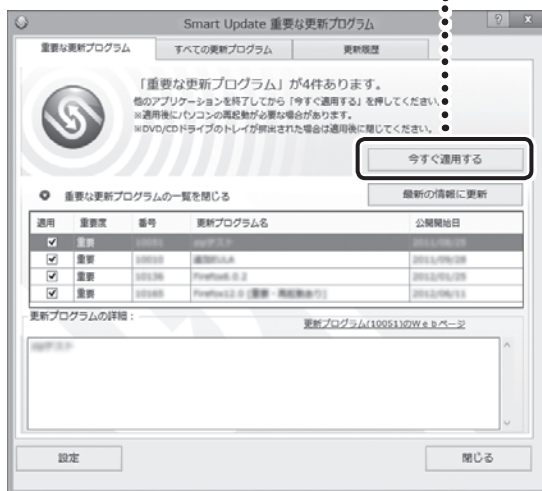 Smart Update 重要な更新プログラム
重要な更新プログラム
すべての更新プログラム
更新履歴
「重要な更新プログラム」が4件あります。
他のアプリケーションを終了してから「今すぐ適用する」を押してください。
※適用後にパソコンの再起動が必要な場合があります。
※DVD/CDドライブのトレイが排出された場合は適用後に閉じてください。
今すぐ適用する
重要な更新プログラムの一覧を閉じる
最新の情報に更新
適用 重要度 番号 更新プログラム名 公開開始日
重要
重要
重要
重要
更新プログラムの詳細:
更新プログラム(10051)のWebページ
設定
閉じる